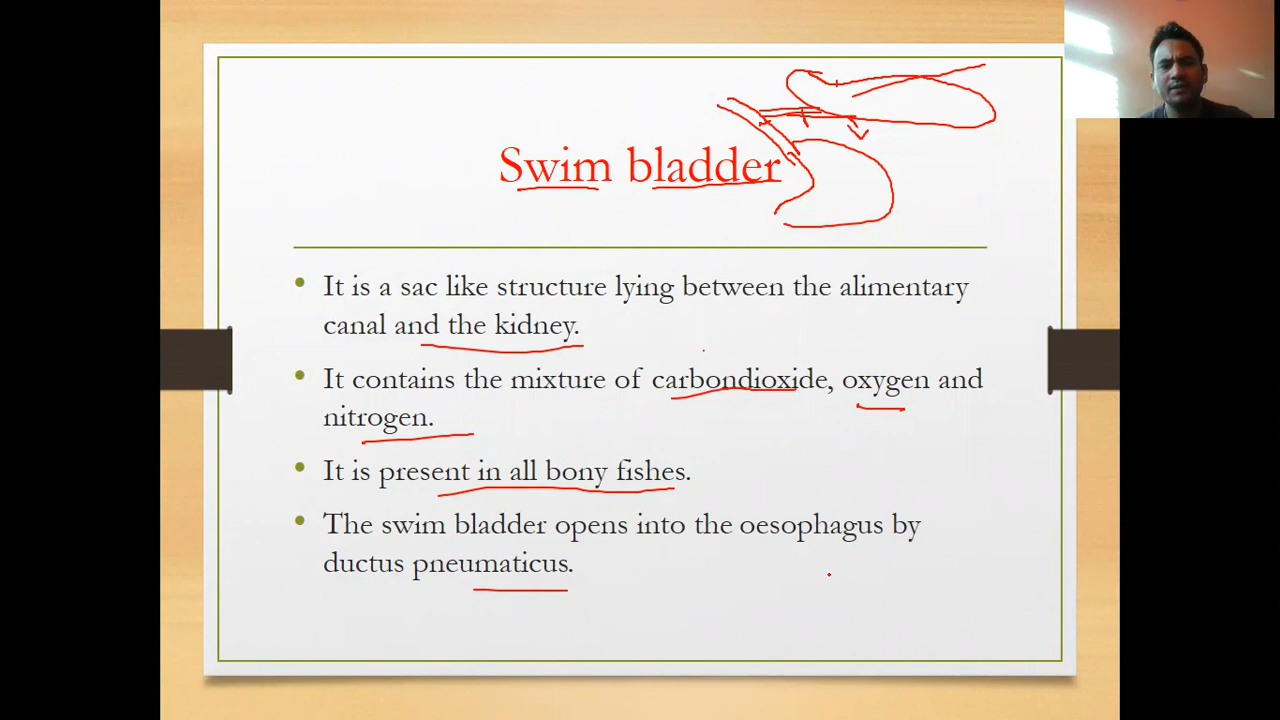 Swim bladder
It is a sac like structure lying between the alimentary
canal and the kidney.
It contains the mixture of carbondioxide, oxygen and
nitrogen.
It is present in all bony fishes.
The swim bladder opens into the oesophagus by
ductus pneumaticus.